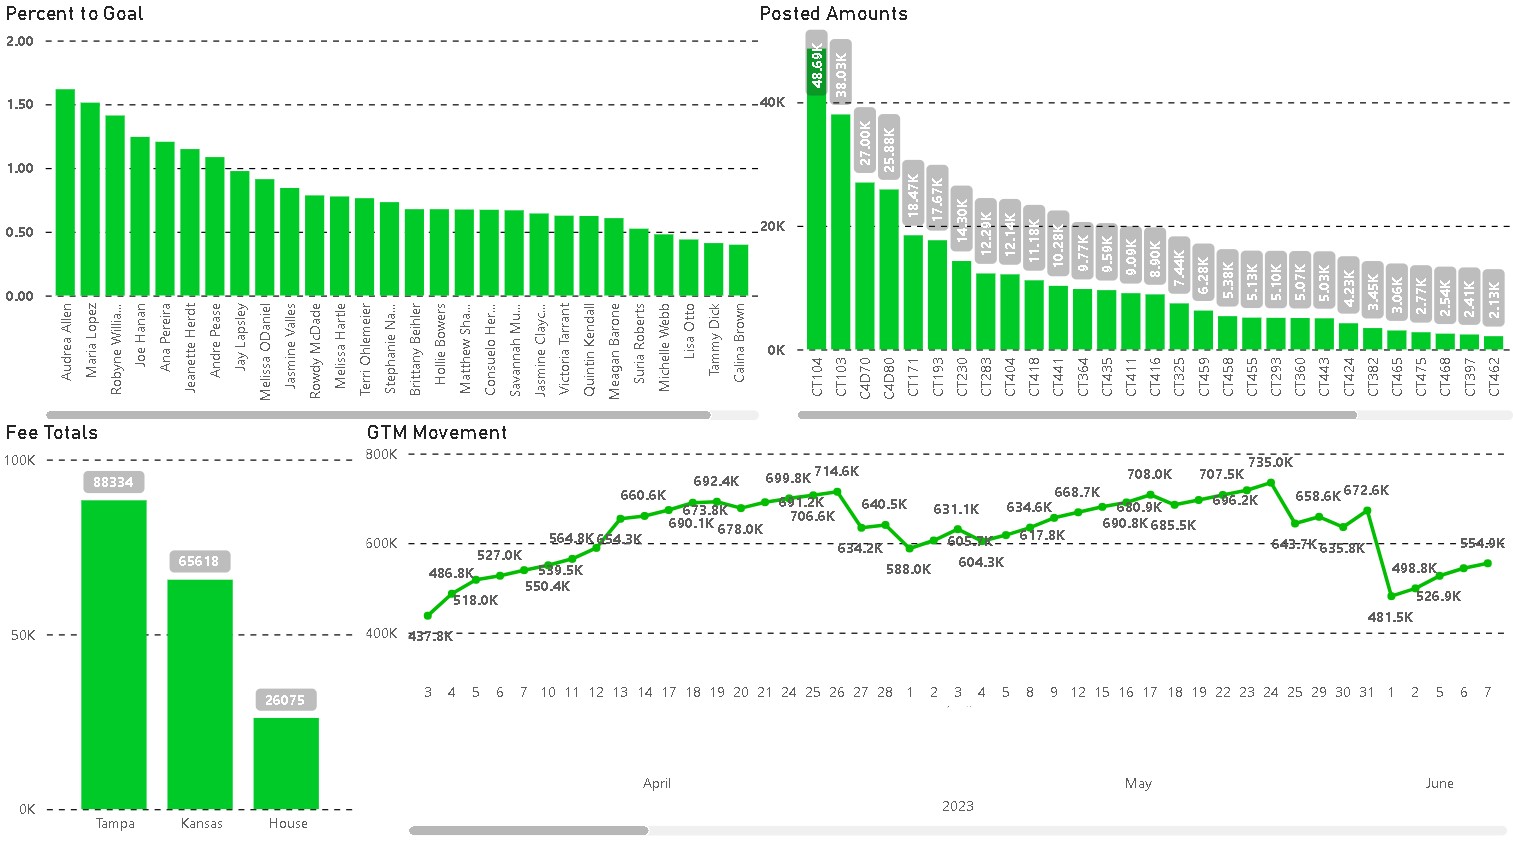 Percent to Goal
2.00
1.50
1.00
0.50
0.00
Audrea Allen
Maria Lopez
Robyne Willia...
Joe Hanan
Ana Pereira
Jeanette Herdt
Andre Pease
Jay Lapsley
Melissa ODaniel
Jasmine Valles
Rowdy McDade
Melissa Hartle
Terri Ohlemeier
Stephanie Na...
Brittany Beihler
Hollie Bowers
Matthew Sha...
Consuelo Her...
Savannah Mu...
Jasmine Clayc...
Victoria Tarrant
Quintin Kendall
Meagan Barone
Suria Roberts
Michelle Webb
Lisa Otto
Tammy Dick
Calina Brown
Posted Amounts
40K
20K
0K
48.69K
38.03K
27.00K
25.88K
18.47K
17.67K
14.30K
12.29K
12.14K
11.18K
10.28K
9.77K
9.59K
9.09K
8.90K
7.44K
6.28K
5.38K
5.13K
5.10K
5.07K
5.03K
4.23K
3.45K
3.06K
2.77K
2.54K
2.41K
2.13K
CT104
CT103
C4D70
C4D80
CT171
CT193
CT230
CT283
CT404
CT418
CT441
CT364
CT435
CT411
CT416
CT325
CT459
CT458
CT455
CT293
CT360
CT443
CT424
CT382
CT465
CT475
CT468
CT397
CT462
Fee Totals
100K
50K
0K
88334
65618
26075
Tampa
Kansas
House
GTM Movement
800K
600K
400K
437.8K
486.8K
518.0K
527.0K
539.5K
550.4K
564.8K
654.3K
660.6K
673.8K
690.1K
692.4K
678.0K
691.2K
699.8K
706.6K
714.6K
634.2K
640.5K
588.0K
605.7K
631.1K
604.3K
617.8K
634.6K
668.7K
680.9K
690.8K
708.0K
685.5K
696.2K
707.5K
735.0K
643.7K
658.6K
635.8K
672.6K
481.5K
498.8K
526.9K
554.9K
3 4 5 6 7 10 11 12 13 14 17 18 19 20 21 24 25 26 27 28 1 2 3 4 5 8 9 12 15 16 17 18 19 22 23 24 25 29 30 31 1 2 5 6 7
April
May
June
2023